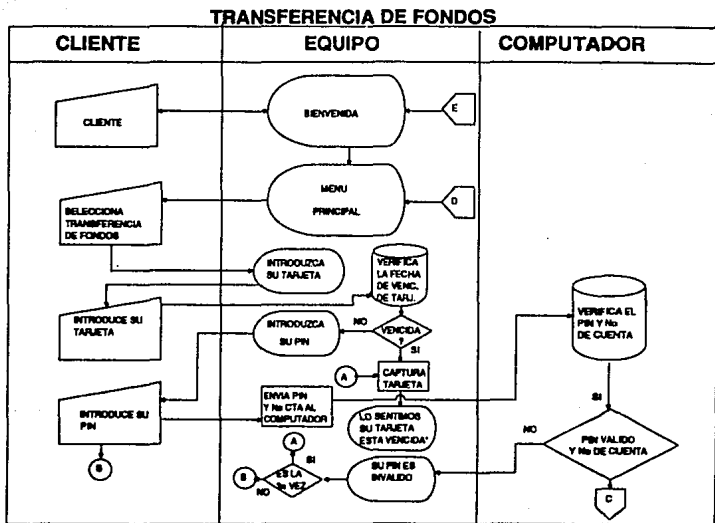 TRANSFERENCIA DE FONDOS
CLIENTE
EQUIPO
COMPUTADOR
CLIENTE
BIENVENIDA
E
MENU
PRINCIPAL
D
SELECCIONA
TRANSFERENCIA
DE FONDOS
INTRODUZCA
SU TARJETA
VERIFICA
LA FECHA
DE VENC.
DE TARJ.
INTRODUCE SU
TARJETA
INTRODUZCA
SU PIN
NO
VENCIDA
?
SI
VERIFICA EL
PIN Y No
DE CUENTA
A
CAPTURA
TARJETA
INTRODUCE SU
PIN
ENVIA PIN
Y No CTA AL
COMPUTADOR
LO SENTIMOS
SU TARJETA
ESTA VENCIDA"
SI
NO
PIN VALIDO
Y No DE CUENTA
B
A
SI
B
NO
ES LA
VEZ
SU PIN ES
INVALIDO
C